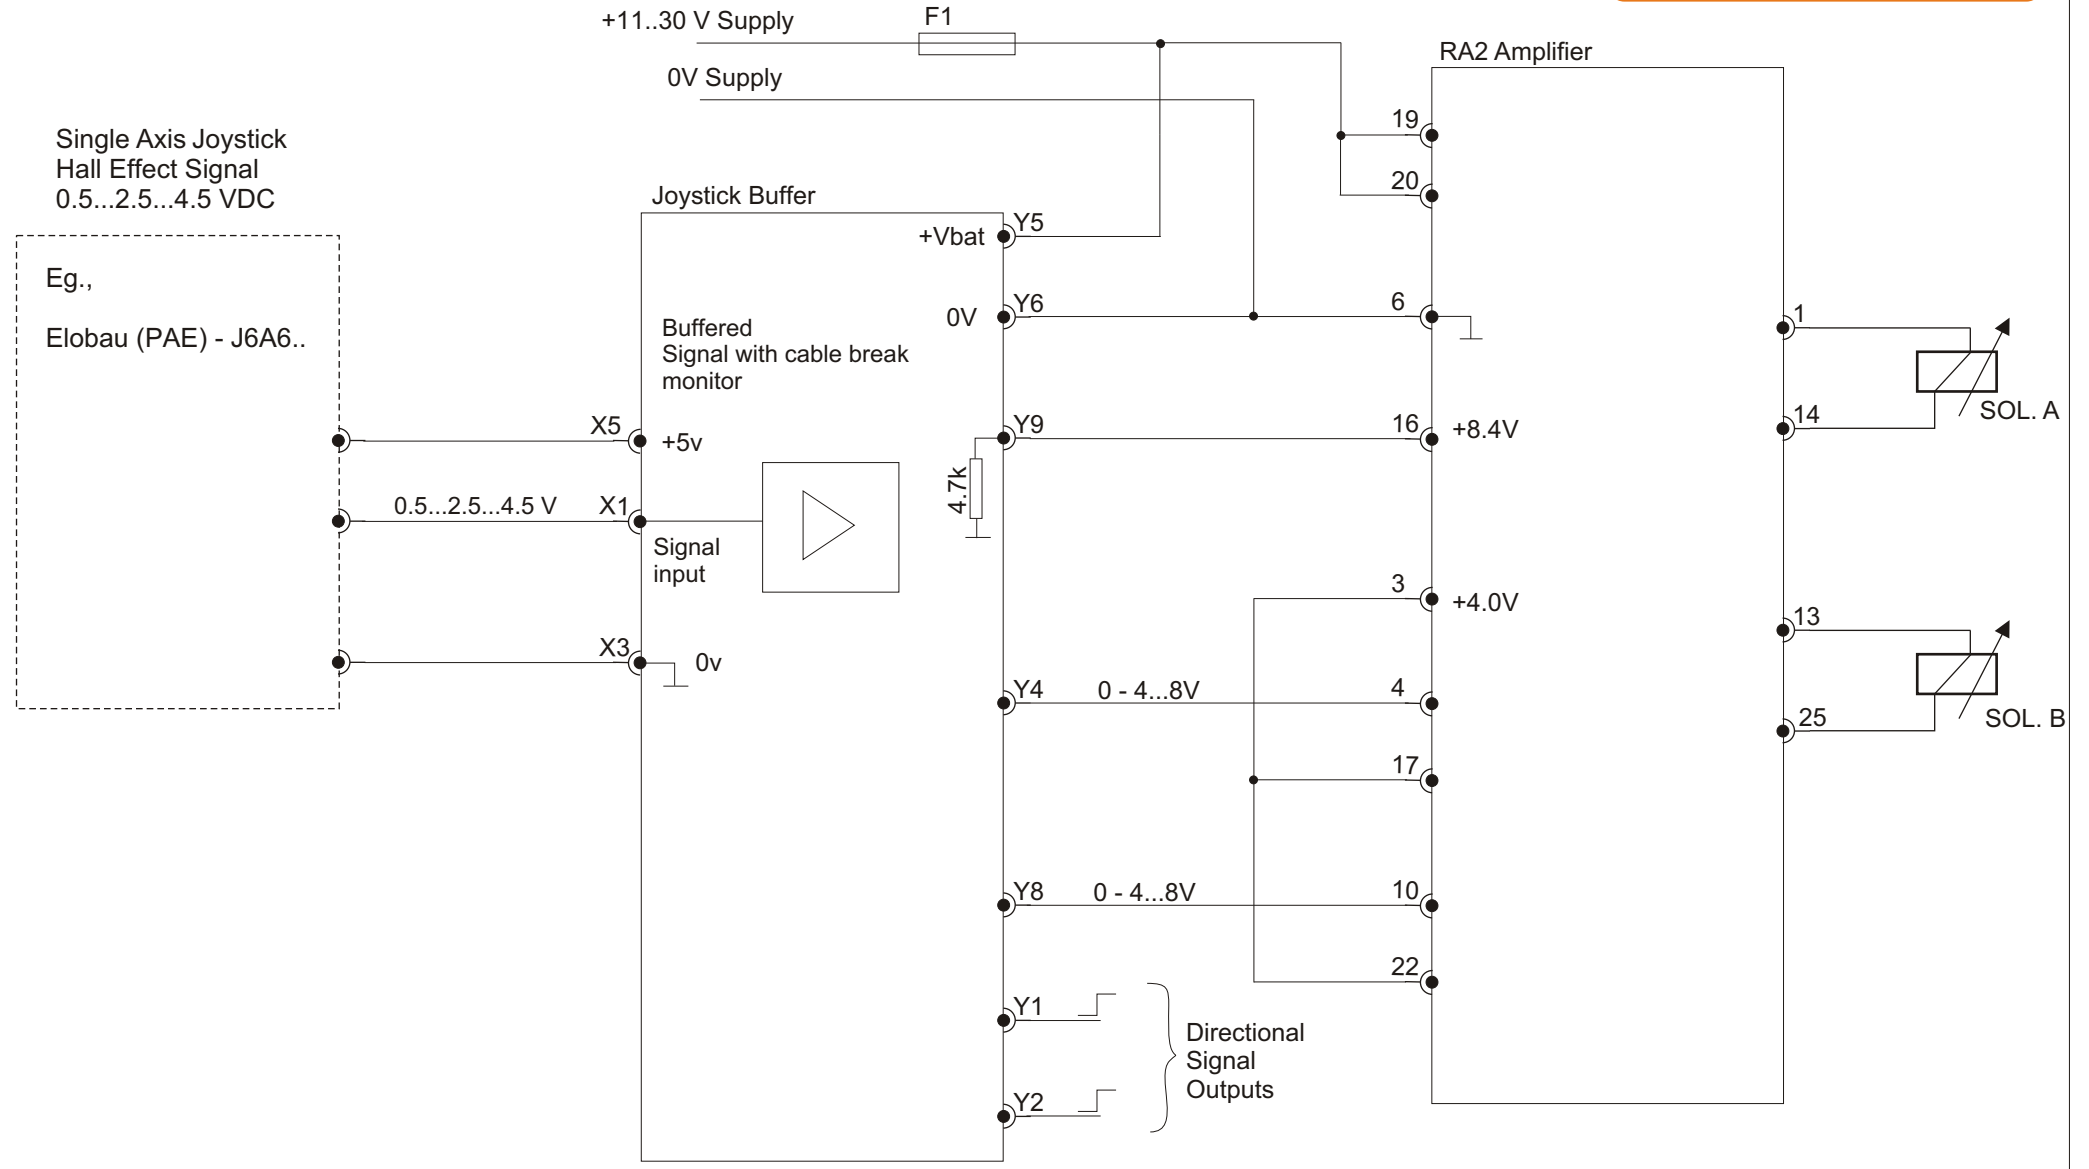 +11..30 V Supply
F1
0V Supply
RA2 Amplifier
Single Axis Joystick
Hall Effect Signal
0.5...2.5...4.5 VDC
Joystick Buffer
Eg.,
Elobau (PAE) - J6A6..
+Vbat
Y5
0V
Y6
Buffered
Signal with cable break
monitor
X5
+5v
Y9
4.7k
0.5...2.5...4.5 V
X1
Signal
input
X3
0v
Y4
0 - 4...8V
Y8
0 - 4...8V
Y1
Y2
Directional
Signal
Outputs
19
20
6
16
+8.4V
3
+4.0V
4
17
10
22
1
14
SOL. A
13
25
SOL. B